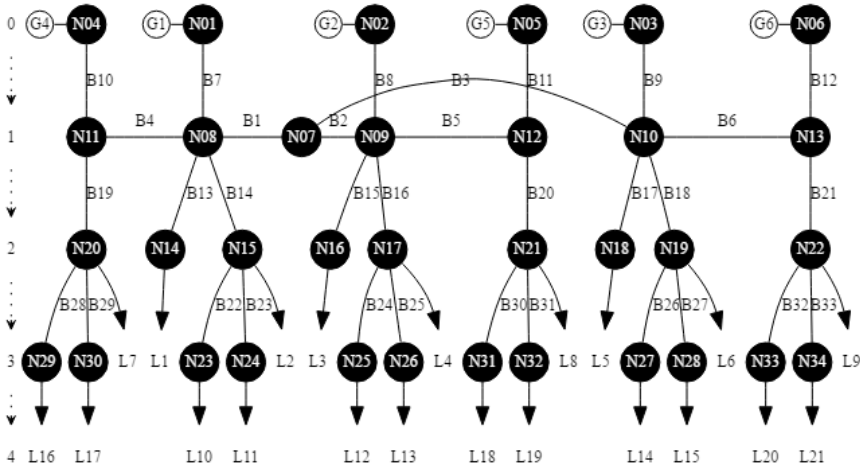 0 G4 N04 G1 N01 G2 N02 G5 N05 G3 N03 G6 N06
B10 B7 B8 B3 B11 B9 B12
B4 B1 B2 B5 B6
1 N11 N08 N07 N09 N12 N10 N13
B19 B13 B14 B15 B16 B20 B17 B18 B21
2 N20 N14 N15 N16 N17 N21 N18 N19 N22
B28 B29 B22 B23 B24 B25 B30 B31 B26 B27 B32 B33
3 N29 N30 L7 L1 N23 N24 L2 L3 N25 N26 L4 N31 N32 L8 L5 N27 N28 L6 N33 N34 L9
4 L16 L17 L10 L11 L12 L13 L18 L19 L14 L15 L20 L21